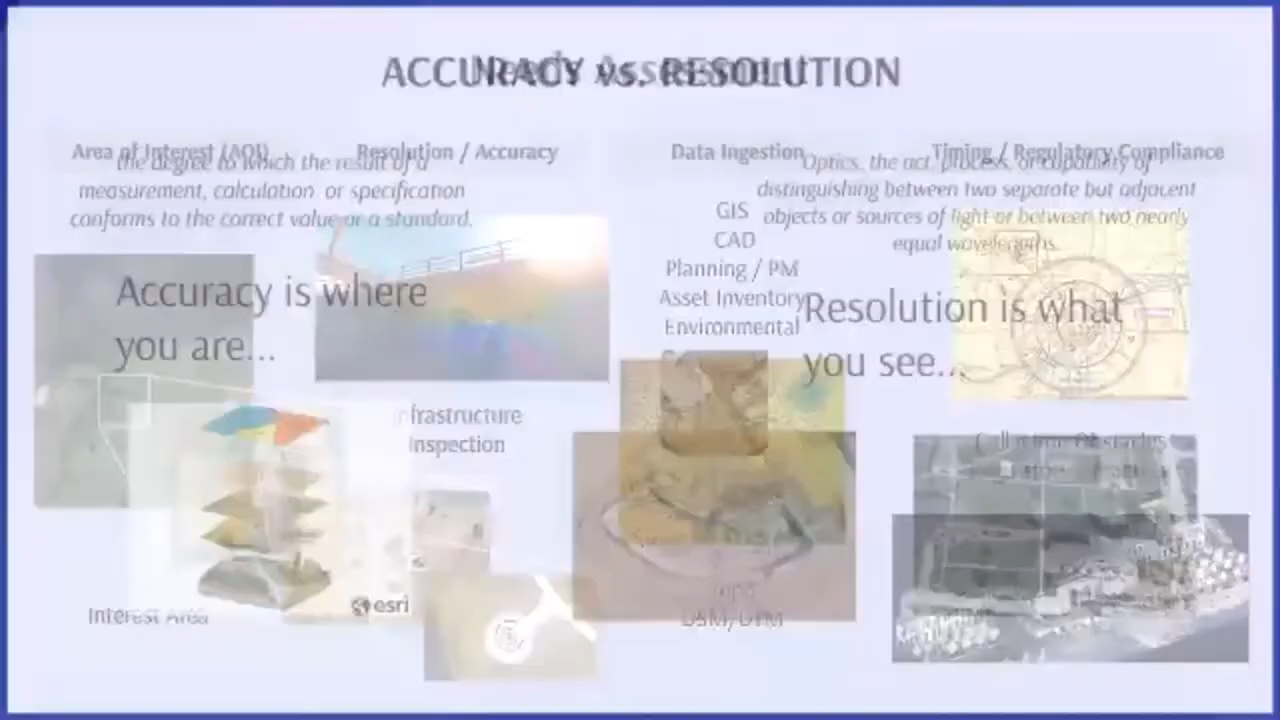 ACCURACY vs. RESOLUTION
Needs Assessment
Area of Interest (AOI)
Resolution / Accuracy
Data Ingestion
Timing / Regulatory Compliance
the degree to which the result of a
measurement, calculation or specification
conforms to the correct value or a standard.
Optics, the act, process, or capability of
distinguishing between two separate but adjacent
objects or sources of light or between two nearly
equal wavelengths.
GIS
CAD
Planning / PM
Asset Inventory
Environmental
Accuracy is where
you are...
Resolution is what
you see...
Infrastructure
Inspection
Interest Area
esri
Topo
DSM/DTM